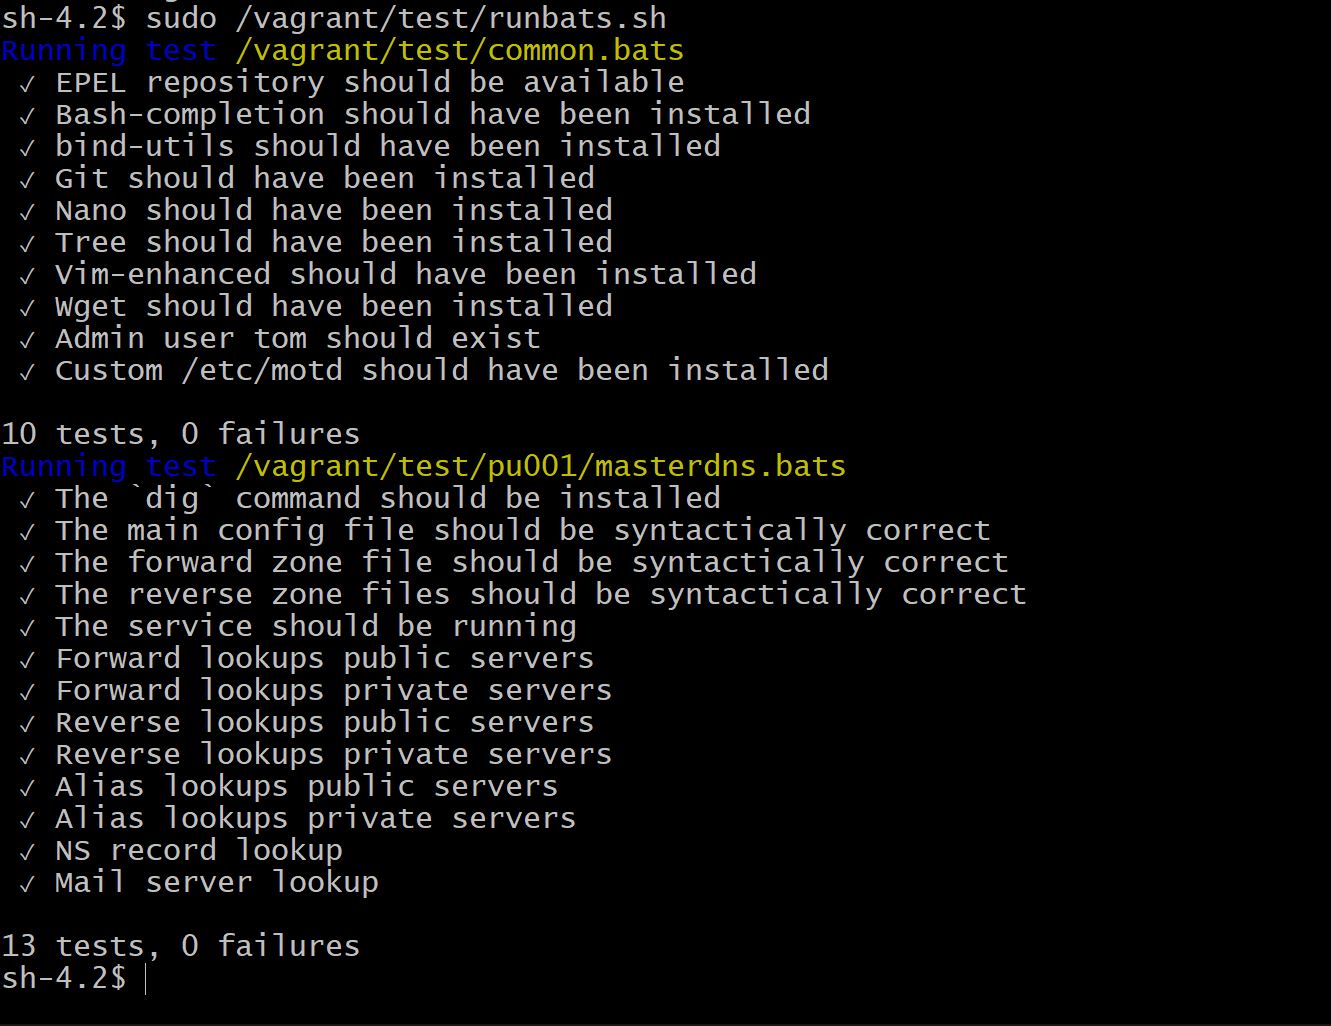 sh-4.2$ sudo /vagrant/test/runbats.sh
Running test /vagrant/test/common.bats
✓ EPEL repository should be available
✓ Bash-completion should have been installed
✓ bind-utils should have been installed
✓ Git should have been installed
✓ Nano should have been installed
✓ Tree should have been installed
✓ Vim-enhanced should have been installed
✓ Wget should have been installed
✓ Admin user tom should exist
✓ Custom /etc/motd should have been installed
10 tests, 0 failures
Running test /vagrant/test/pu001/masterdns.bats
✓ The `dig` command should be installed
✓ The main config file should be syntactically correct
✓ The forward zone file should be syntactically correct
✓ The reverse zone files should be syntactically correct
✓ The service should be running
✓ Forward lookups public servers
✓ Forward lookups private servers
✓ Reverse lookups public servers
✓ Reverse lookups private servers
✓ Alias lookups public servers
✓ Alias lookups private servers
✓ NS record lookup
✓ Mail server lookup
13 tests, 0 failures
sh-4.2$